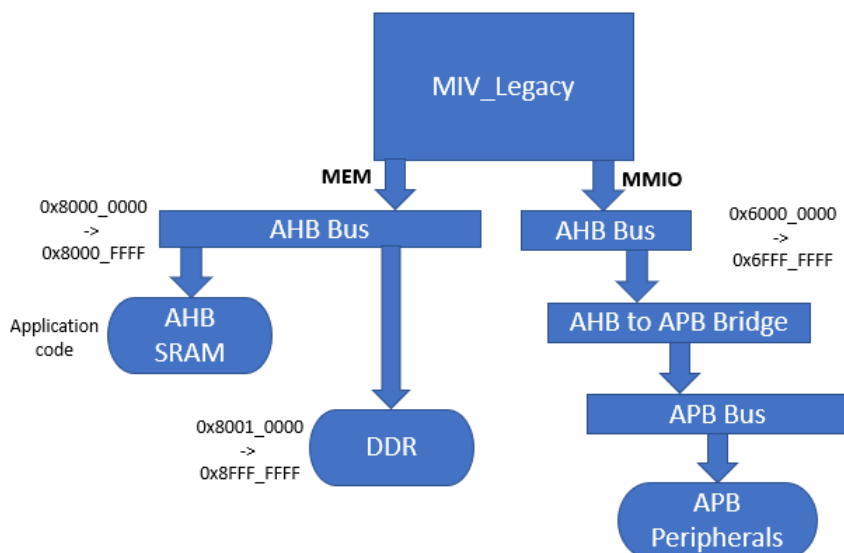 MIV_Legacy
MEM
MMIO
0x8000_0000
->
0x8000_FFFF
AHB Bus
AHB Bus
0x6000_0000
->
0x6FFF_FFFF
Application
code
AHB
SRAM
AHB to APB Bridge
0x8001_0000
->
0x8FFF_FFFF
DDR
APB Bus
APB
Peripherals